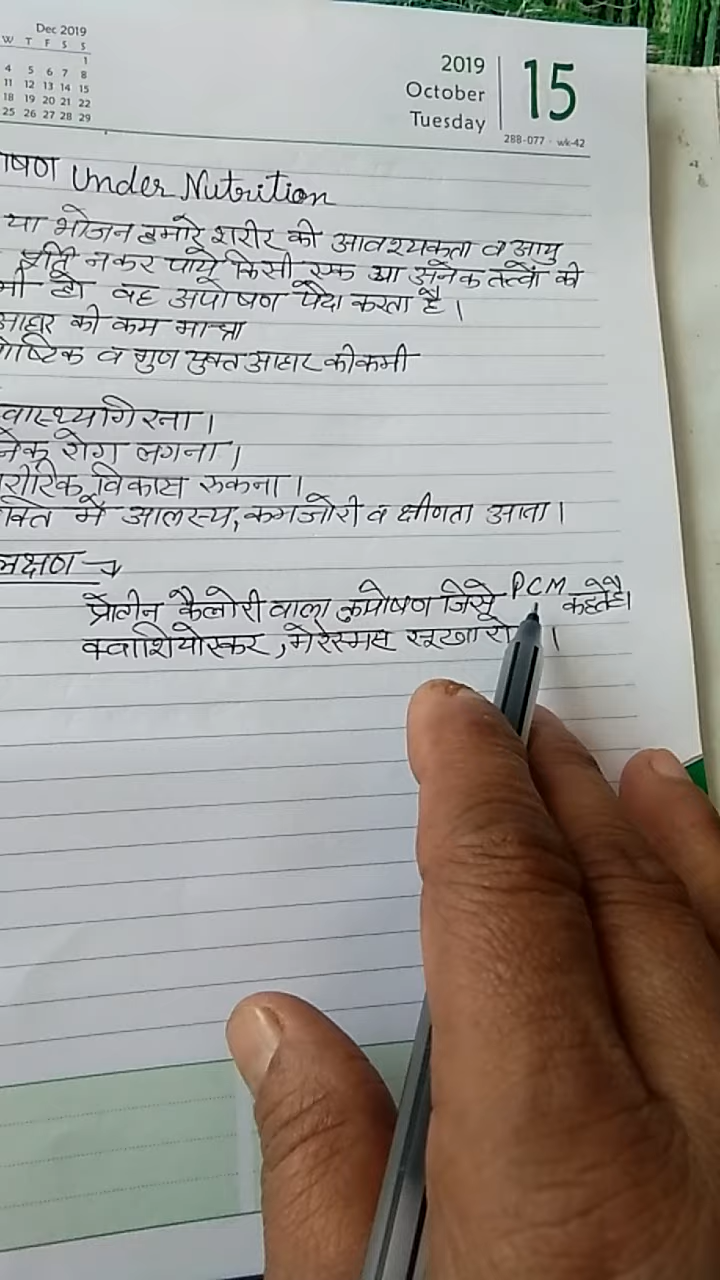 Dec 2019
W T F S S
1
4 5 6 7 8
11 12 13 14 15
18 19 20 21 22
25 26 27 28 29
2019
October
Tuesday
15
288-077 - wk-42
षण Under Nutrition
या भोजन हमारे शरीर की आवश्यकता व आयु
नकर पाये किसी एक या अनेक तत्त्वों की
हो वह अपोषण पैदा करता है।
आहार की कम मात्रा
व गुण युक्त आहार की कमी
गिरना।
रोग लगना।
विकास रुकना।
में आलस्य, कमजोरी व क्षीणता आना।
लक्षण →
प्रोटीन कैलोरी वाला कुपोषण जिसे PCM कहते है।
क्वाशियोस्कर, मेरेस्मस सूखा रो